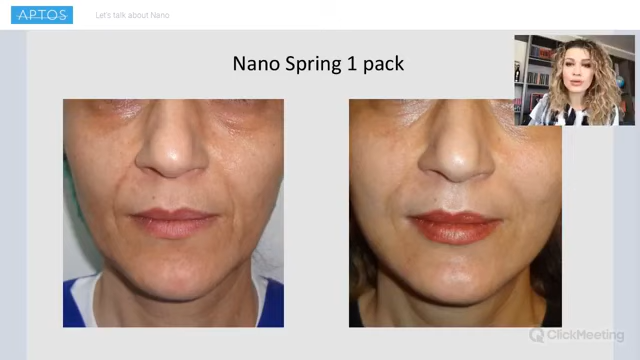 APTOS
Let's talk about Nano
Nano Spring 1 pack
ClickMeeting